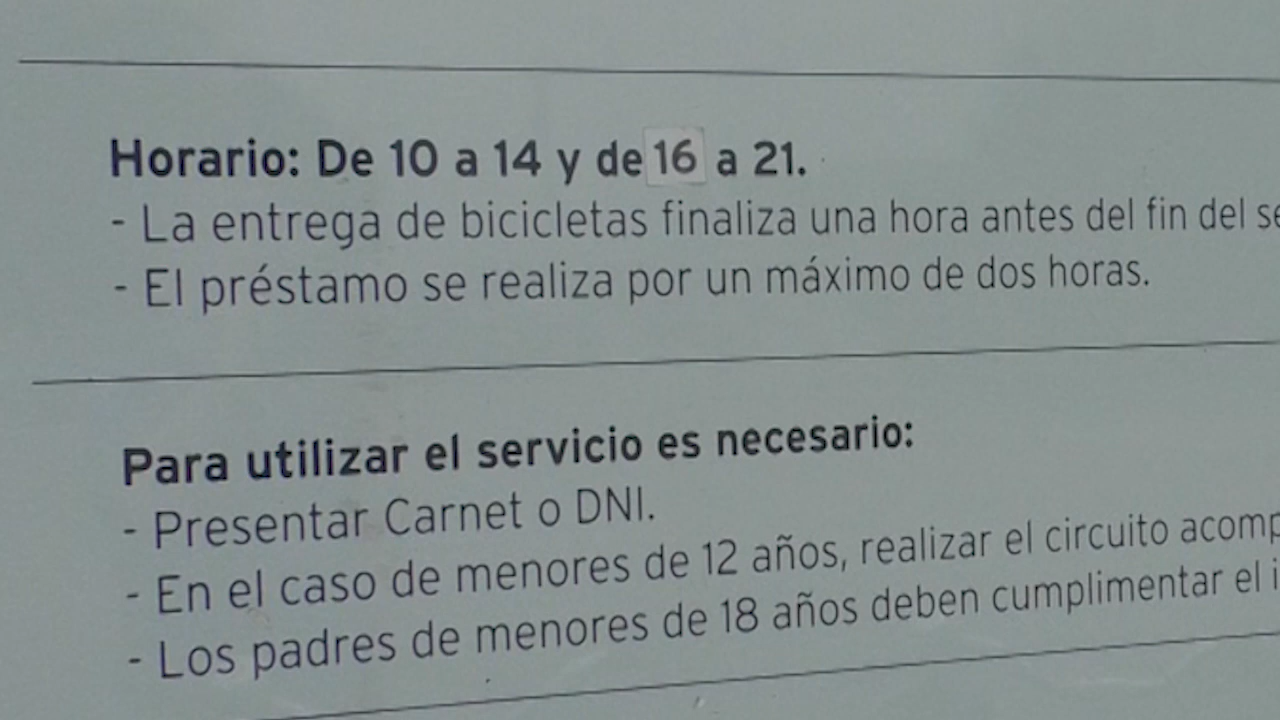 Horario: De 10 a 14 y de 16 a 21.
- La entrega de bicicletas finaliza una hora antes del fin del
- El préstamo se realiza por un máximo de dos horas.
Para utilizar el servicio es necesario:
- Presentar Carnet o DNI.
- En el caso de menores de 12 años, realizar el circuito
- Los padres de menores de 18 años deben cumplimentar el